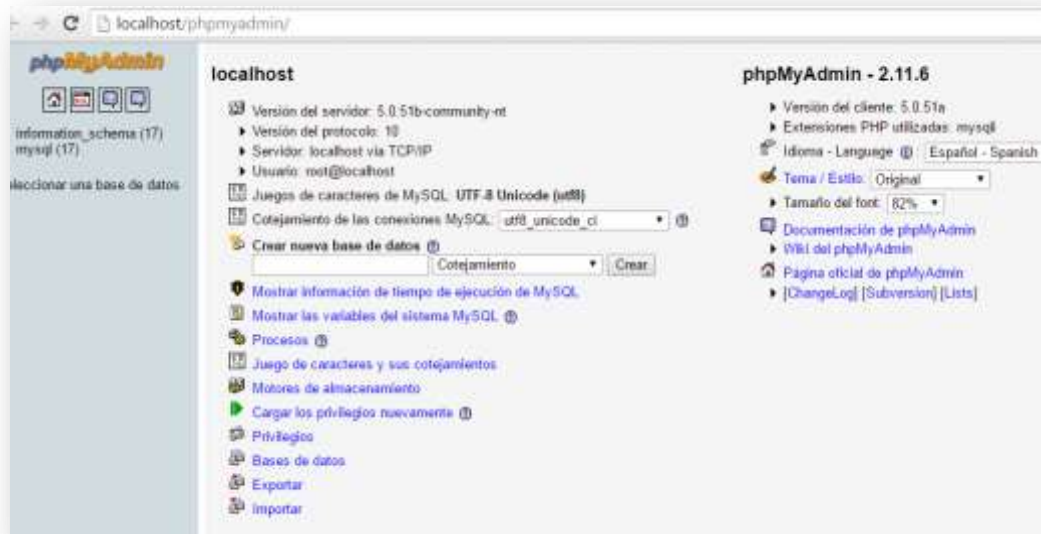 localhost/phpmyadmin/
phpMyAdmin
information_schema (17)
mysql (17)
eleccionar una base de datos
localhost
Versión del servidor: 5.0.51b-community-nt
Versión del protocolo: 10
Servidor: localhost via TCP/IP
Usuario: root@localhost
Juegos de caracteres de MySQL: UTF-8 Unicode (utf8)
Cotejamiento de las conexiones MySQL: utf8_unicode_ci
Crear nueva base de datos
Cotejamiento Crear
Mostrar información de tiempo de ejecución de MySQL
Mostrar las variables del sistema MySQL
Procesos
Juego de caracteres y sus cotejamientos
Motores de almacenamiento
Cargar los privilegios nuevamente
Privilegios
Bases de datos
Exportar
Importar
phpMyAdmin - 2.11.6
Versión del cliente: 5.0.51a
Extensiones PHP utilizadas: mysqli
Idioma - Language Español - Spanish
Tema / Estilo: Original
Tamaño del font: 82%
Documentación de phpMyAdmin
Wiki del phpMyAdmin
Página oficial de phpMyAdmin
[ChangeLog] [Subversion] [Lists]